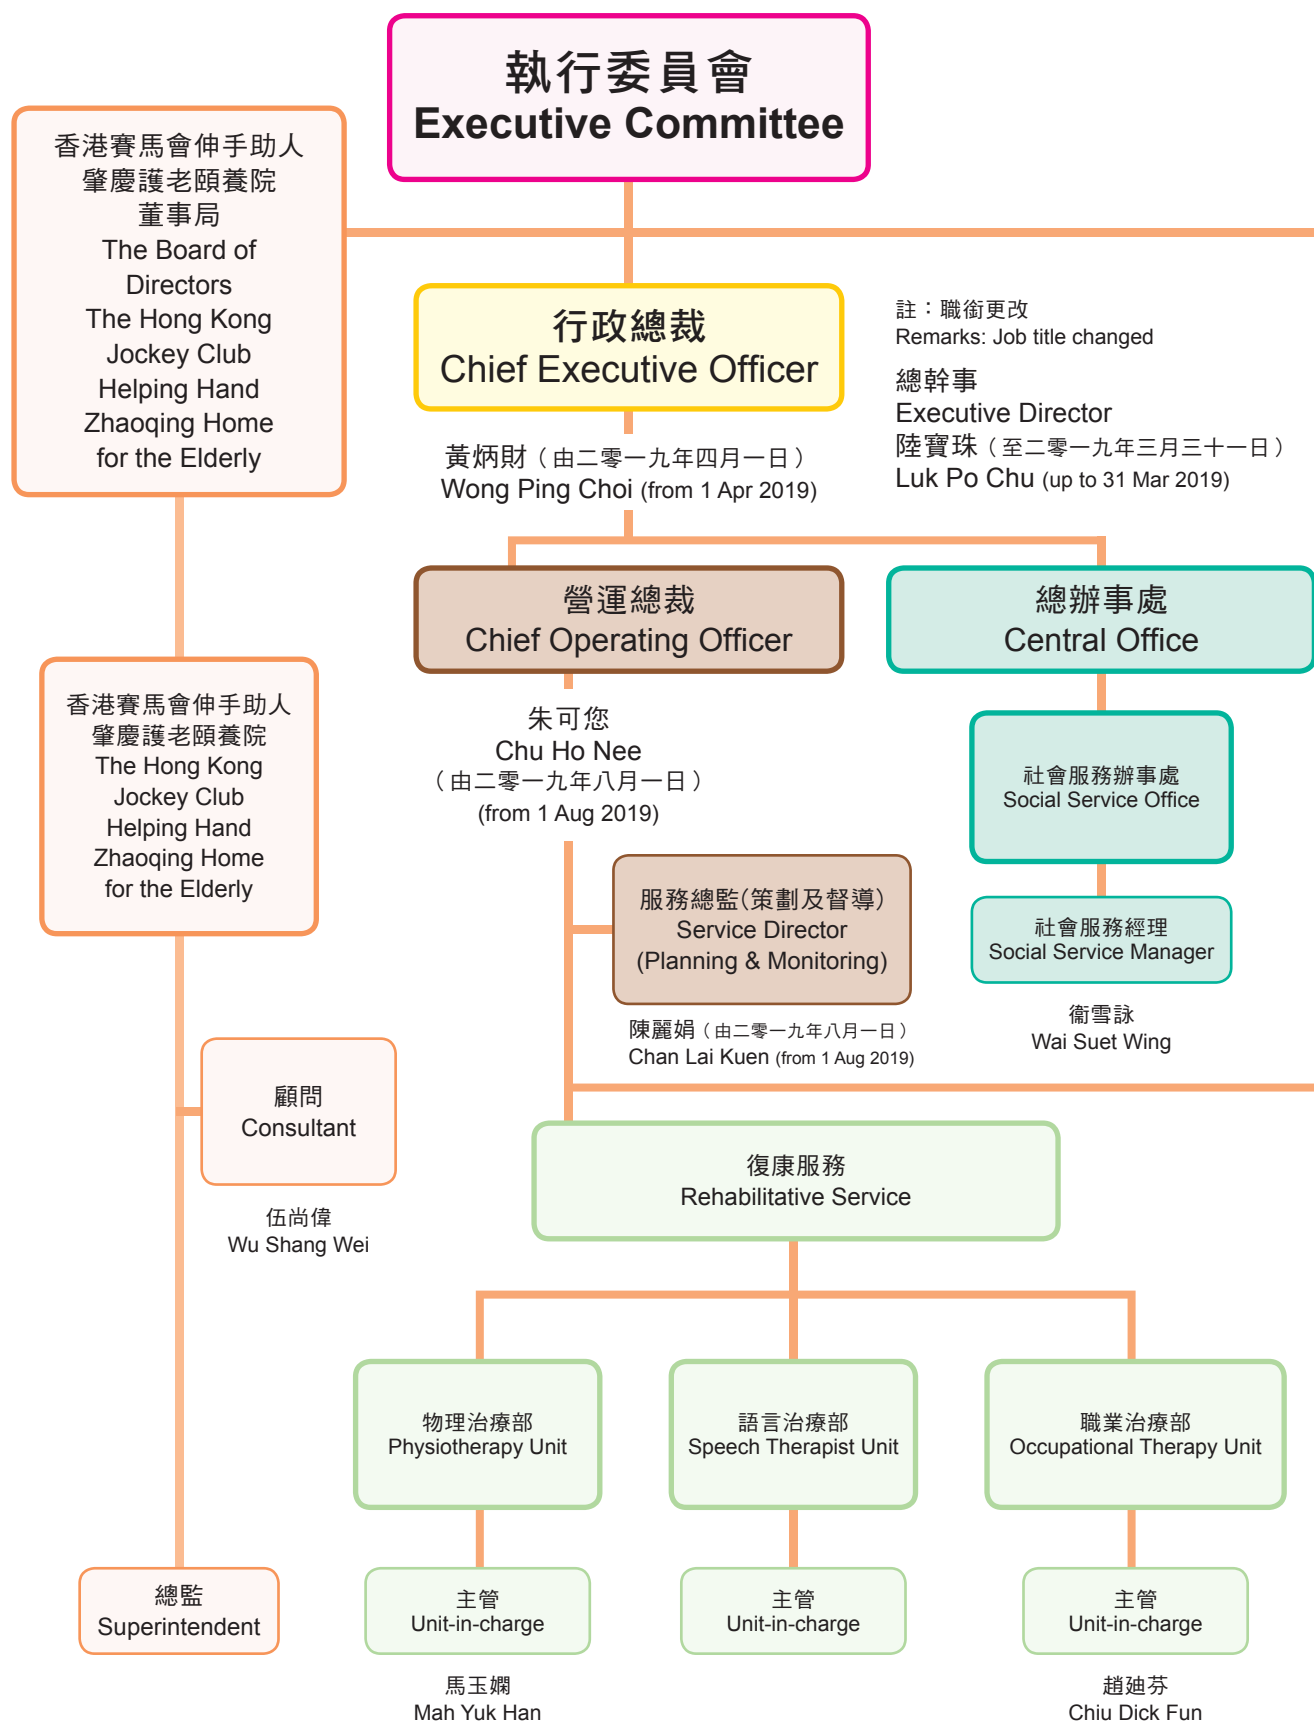 執行委員會
Executive Committee
香港賽馬會伸手助人
肇慶護老頤養院
董事局
The Board of
Directors
The Hong Kong
Jockey Club
Helping Hand
Zhaoqing Home
for the Elderly
行政總裁
Chief Executive Officer
黃炳財（由二零一九年四月一日）
Wong Ping Choi (from 1 Apr 2019)
註：職銜更改
Remarks: Job title changed
總幹事
Executive Director
陸寶珠（至二零一九年三月三十一日）
Luk Po Chu (up to 31 Mar 2019)
營運總裁
Chief Operating Officer
朱可您
Chu Ho Nee
（由二零一九年八月一日）
(from 1 Aug 2019)
總辦事處
Central Office
社會服務辦事處
Social Service Office
社會服務經理
Social Service Manager
衞雪詠
Wai Suet Wing
香港賽馬會伸手助人
肇慶護老頤養院
The Hong Kong
Jockey Club
Helping Hand
Zhaoqing Home
for the Elderly
服務總監(策劃及督導)
Service Director
(Planning & Monitoring)
陳麗娟（由二零一九年八月一日）
Chan Lai Kuen (from 1 Aug 2019)
顧問
Consultant
伍尚偉
Wu Shang Wei
復康服務
Rehabilitative Service
物理治療部
Physiotherapy Unit
語言治療部
Speech Therapist Unit
職業治療部
Occupational Therapy Unit
總監
Superintendent
主管
Unit-in-charge
馬玉嫻
Mah Yuk Han
主管
Unit-in-charge
主管
Unit-in-charge
趙廸芬
Chiu Dick Fun